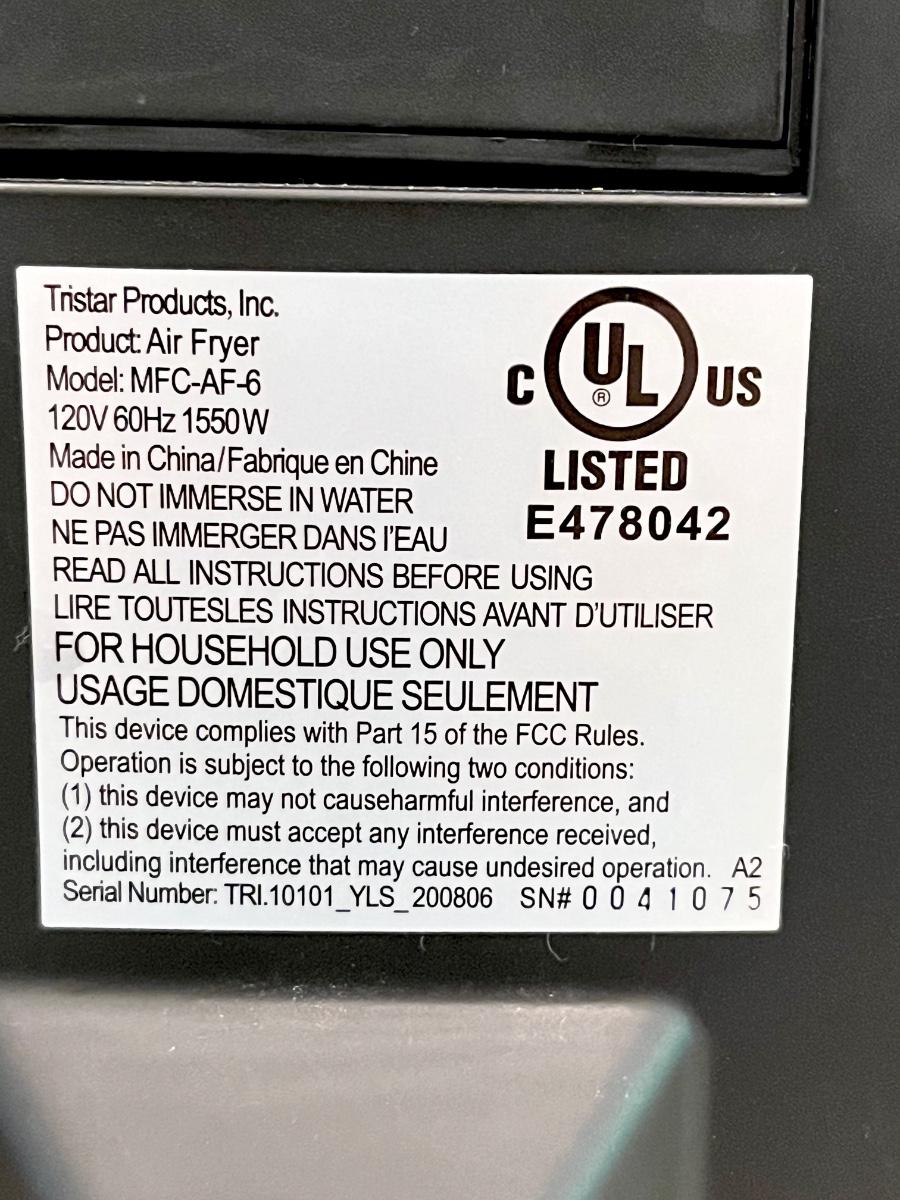 Tristar Products, Inc.
Product: Air Fryer
Model: MFC-AF-6
120V 60Hz 1550W
Made in China/Fabrique en Chine
DO NOT IMMERSE IN WATER
NE PAS IMMERGER DANS l'EAU
READ ALL INSTRUCTIONS BEFORE USING
LIRE TOUTESLES INSTRUCTIONS AVANT D'UTILISER
FOR HOUSEHOLD USE ONLY
USAGE DOMESTIQUE SEULEMENT
This device complies with Part 15 of the FCC Rules.
Operation is subject to the following two conditions:
(1) this device may not causeharmful interference, and
(2) this device must accept any interference received,
including interference that may cause undesired operation. A2
Serial Number: TRI.10101_YLS_200806 SN# 0041075
C UL® US
LISTED
E478042